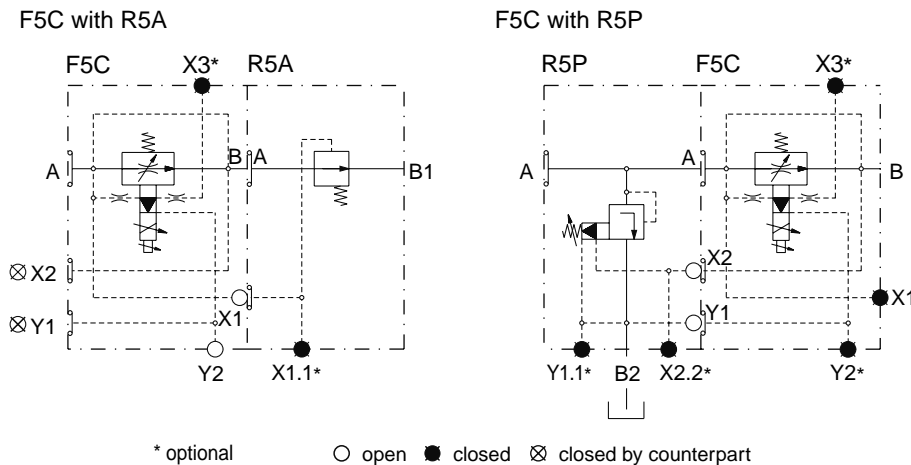 F5C with R5A
F5C with R5P
F5C
X3*
R5A
R5P
F5C
X3*
A
B
A
B1
A
A
B
X2
X2
X1
Y1
X1
Y1
Y2
X1.1*
Y1.1*
B2
X2.2*
Y2*
* optional
open
closed
closed by counterpart